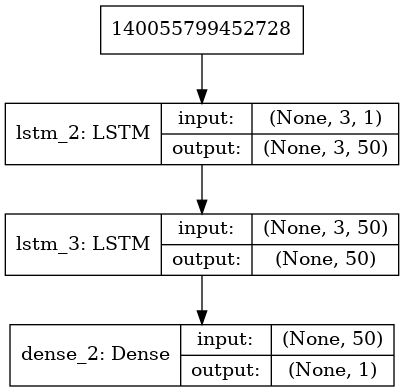 140055799452728
lstm_2: LSTM
input: (None, 3, 1)
output: (None, 3, 50)
lstm_3: LSTM
input: (None, 3, 50)
output: (None, 50)
dense_2: Dense
input: (None, 50)
output: (None, 1)